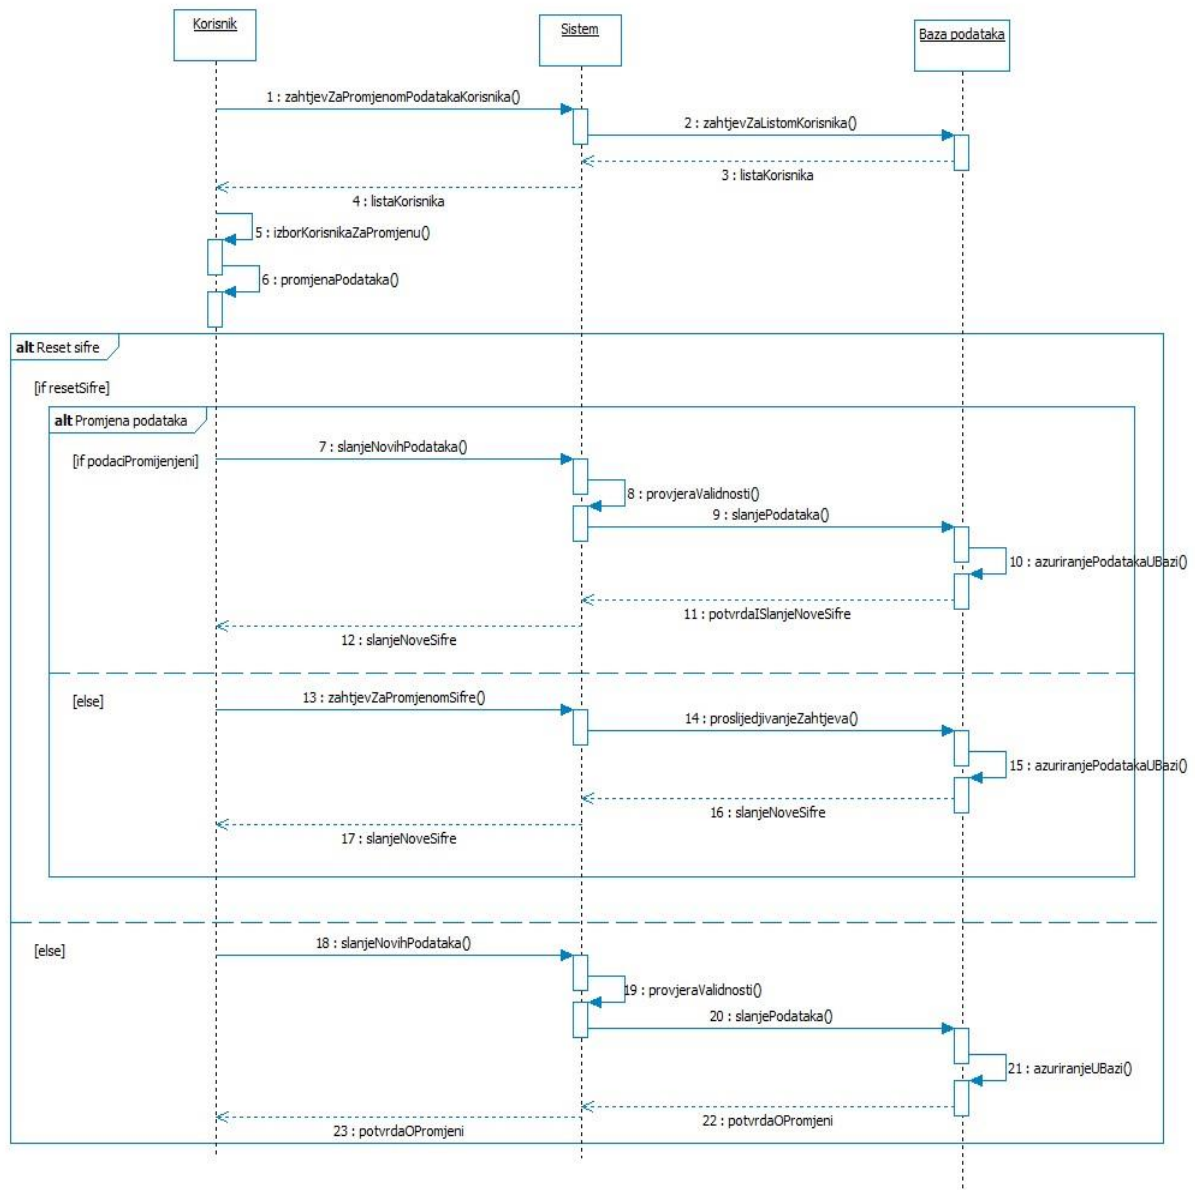 Korisnik
Sistem
Baza podataka
1 : zahtjevZaPromjenomPodatakaKorisnika()
2 : zahtjevZaListomKorisnika()
3 : listaKorisnika
4 : listaKorisnika
5 : izborKorisnikaZaPromjenu()
6 : promjenaPodataka()
alt Reset sifre
[if resetSifre]
alt Promjena podataka
7 : slanjeNovihPodataka()
[if podaciPromijenjeni]
8 : provjeraValidnosti()
9 : slanjePodataka()
10 : azuriranjePodatakaUBazi()
11 : potvrdaISlanjeNoveSifre
12 : slanjeNoveSifre
[else]
13 : zahtjevZaPromjenomSifre()
14 : proslijedjivanjeZahtjeva()
15 : azuriranjePodatakaUBazi()
16 : slanjeNoveSifre
17 : slanjeNoveSifre
[else]
18 : slanjeNovihPodataka()
19 : provjeraValidnosti()
20 : slanjePodataka()
21 : azuriranjeUBazi()
22 : potvrdaOPromjeni
23 : potvrdaOPromjeni